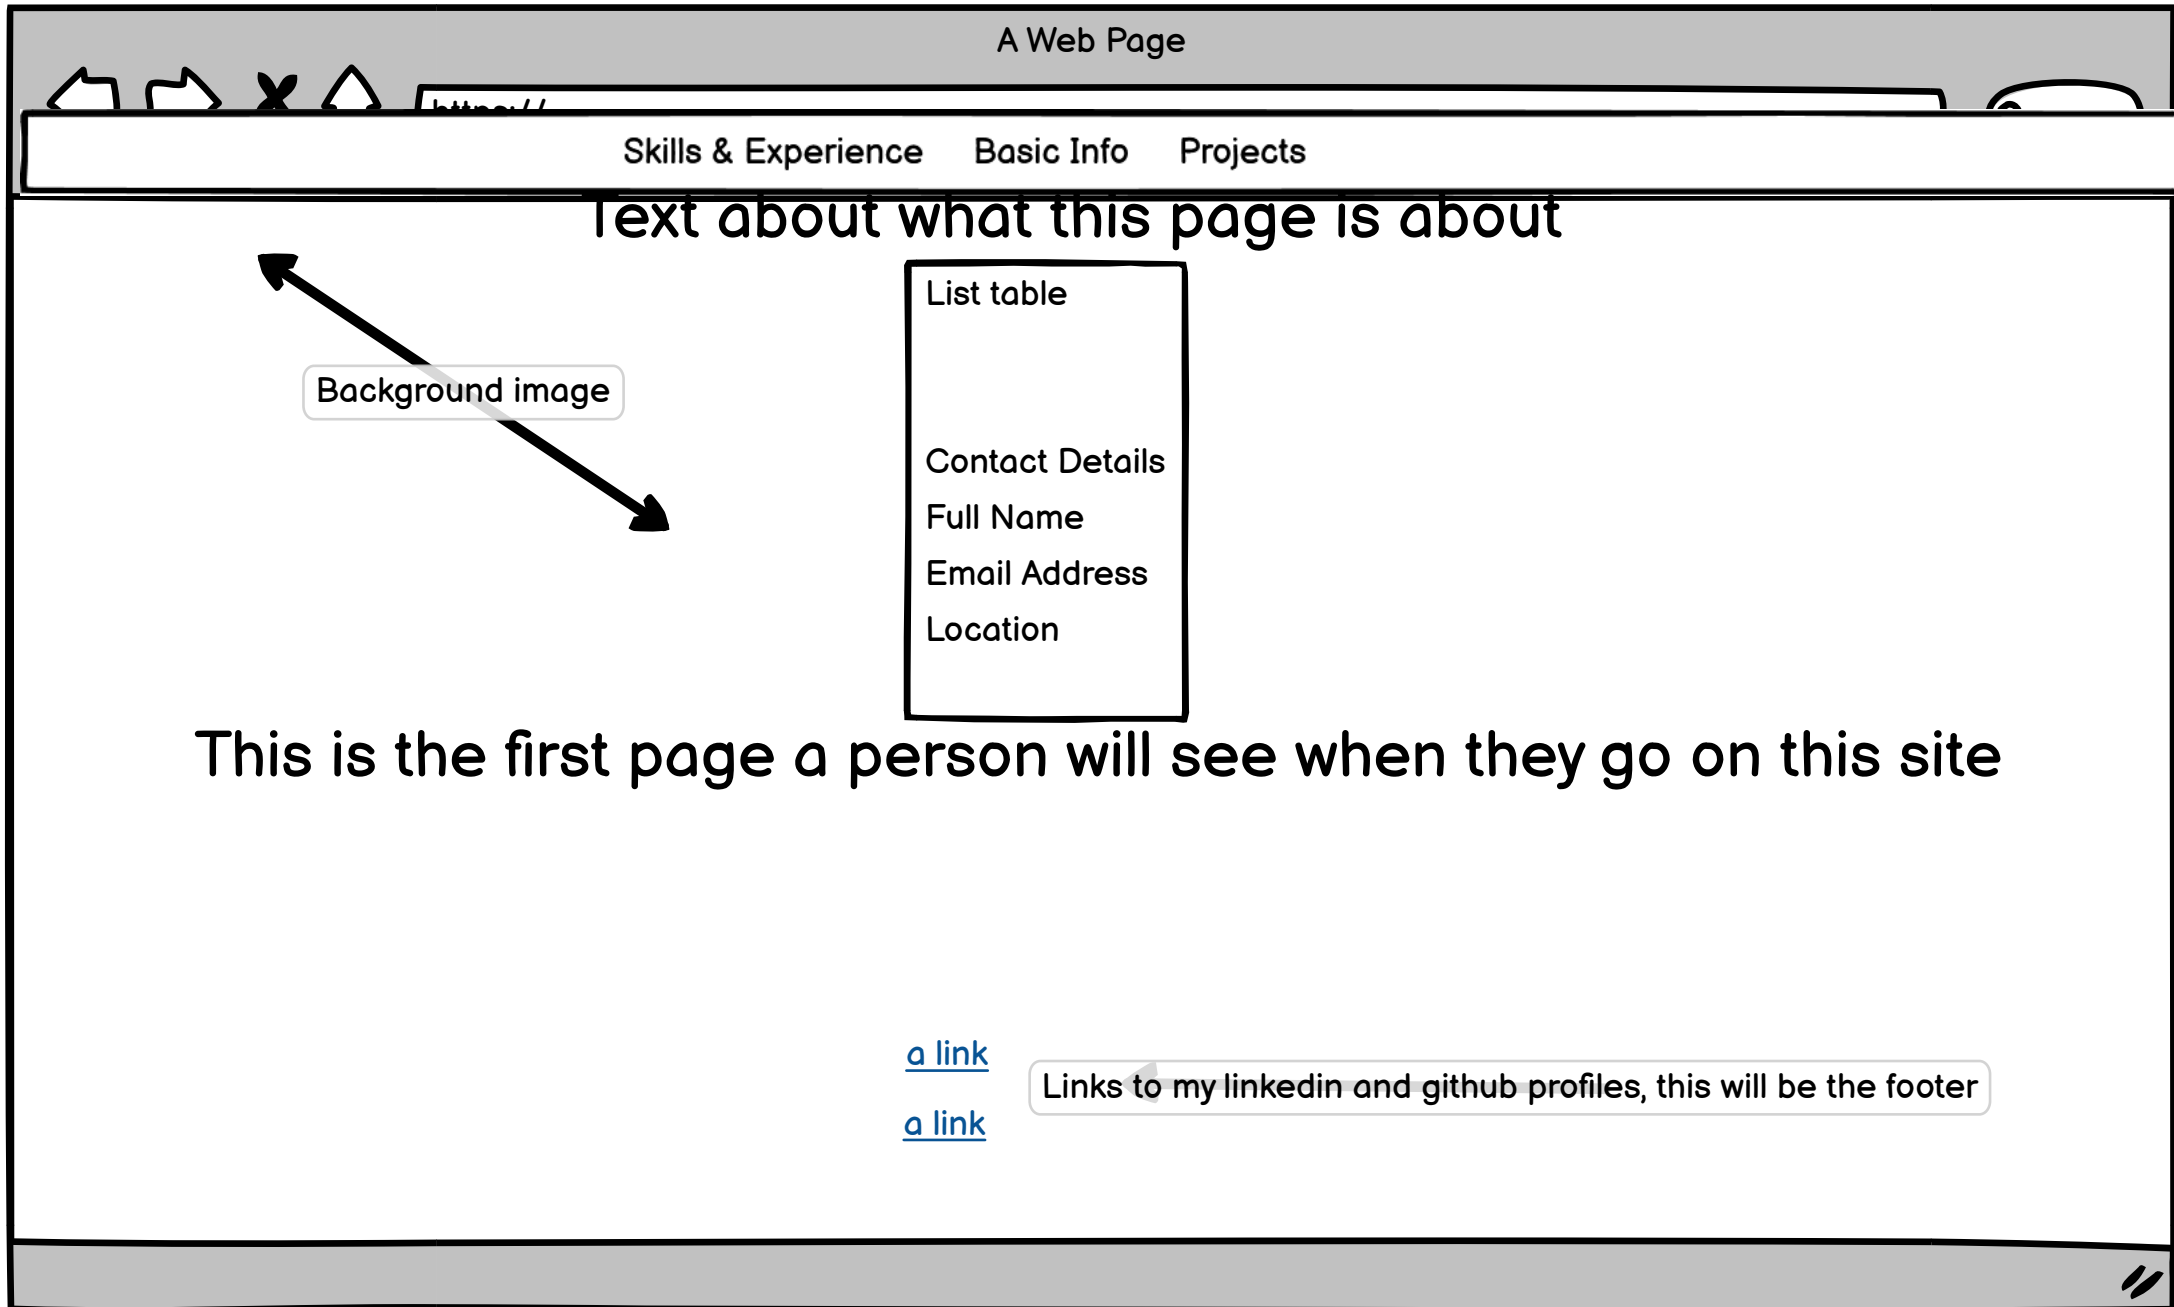 A Web Page
https://
Skills & Experience Basic Info Projects
Text about what this page is about
List table
Background image
Contact Details
Full Name
Email Address
Location
This is the first page a person will see when they go on this site
a link
Links to my linkedin and github profiles, this will be the footer
a link